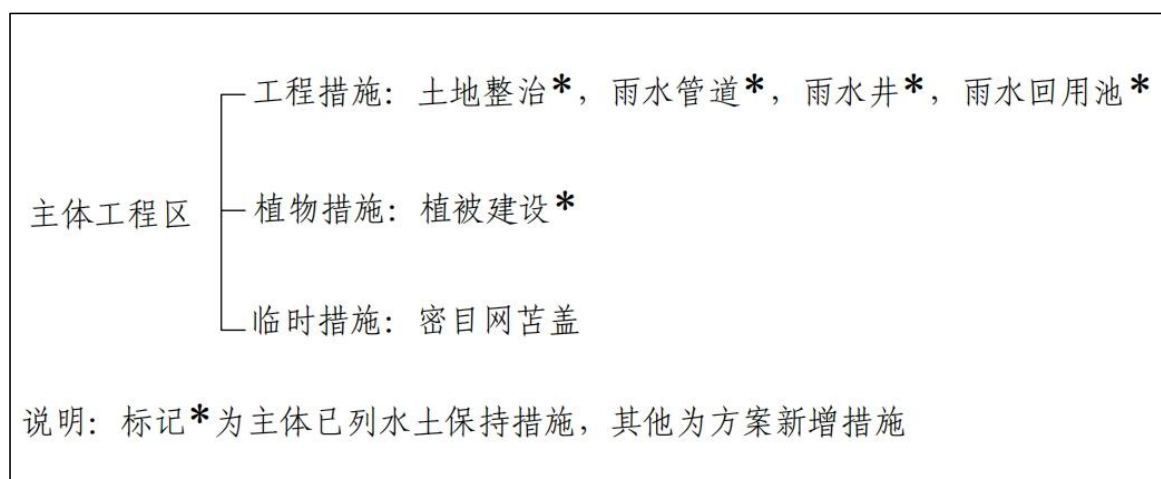 工程措施：土地整治*，雨水管道*，雨水井*，雨水回用池*
主体工程区
植物措施：植被建设*
临时措施：密目网苫盖
说明：标记*为主体已列水土保持措施，其他为方案新增措施